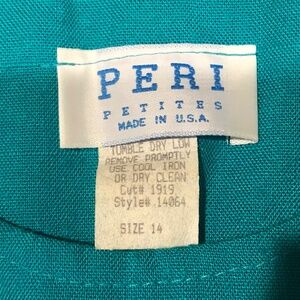 PERI
PETITES
MADE IN U.S.A.
TUMBLE DRY LOW
REMOVE PROMPTLY
USE COOL IRON
OR DRY CLEAN
Cut# 1919
Style# 14064
SIZE 14